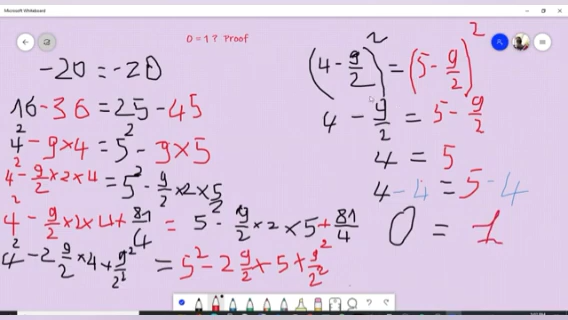 Microsoft Whiteboard
0 = 1 ? Proof
-20 = -20
16 - 36 = 25 - 45
4² - 9×4 = 5² - 9×5
4² - 9/2 ×2×4 = 5² - 9/2 ×2×5
4² - 9/2 ×2×4 + 81/4 = 5² - 9/2 ×2×5 + 81/4
4² - 2 9/2 ×4 + 9²/2² = 5² - 2 9/2 ×5 + 9²/2²
(4 - 9/2)² = (5 - 9/2)²
4 - 9/2 = 5 - 9/2
4 = 5
4 - 4 = 5 - 4
0 = 1